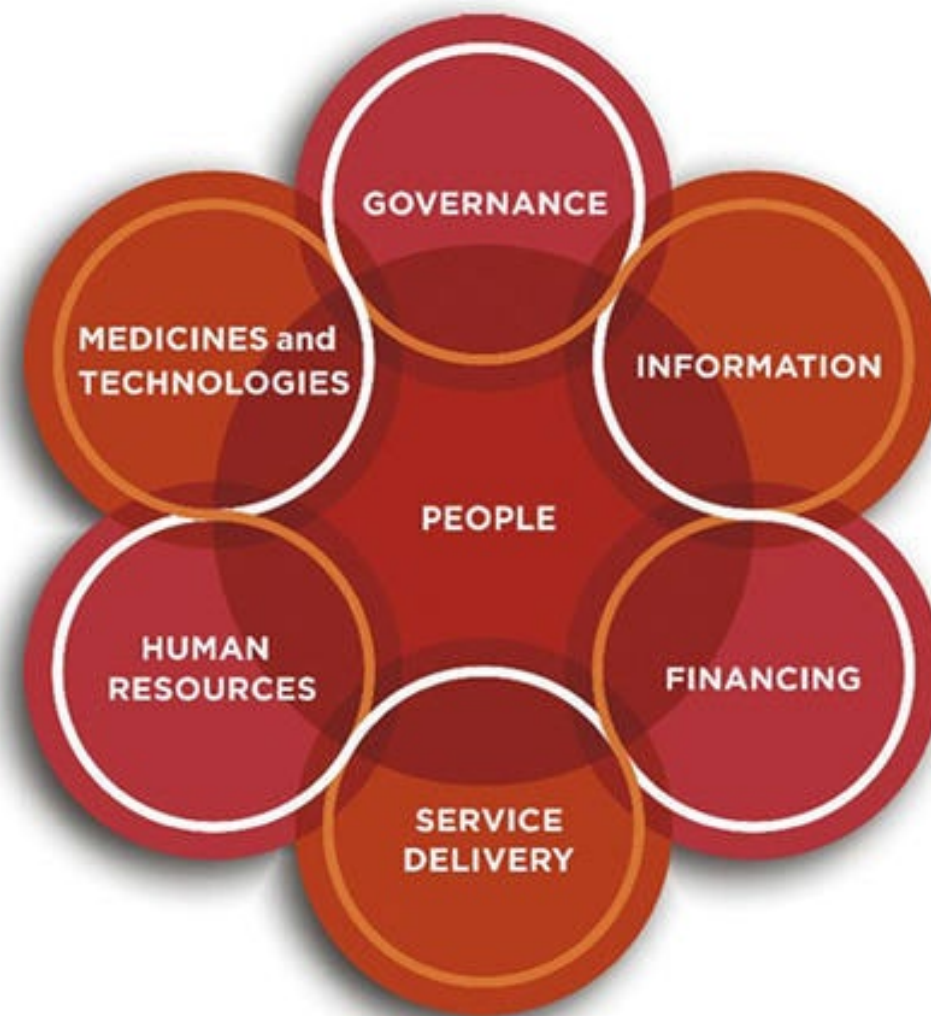 GOVERNANCE
MEDICINES and
TECHNOLOGIES
INFORMATION
PEOPLE
HUMAN
RESOURCES
FINANCING
SERVICE
DELIVERY